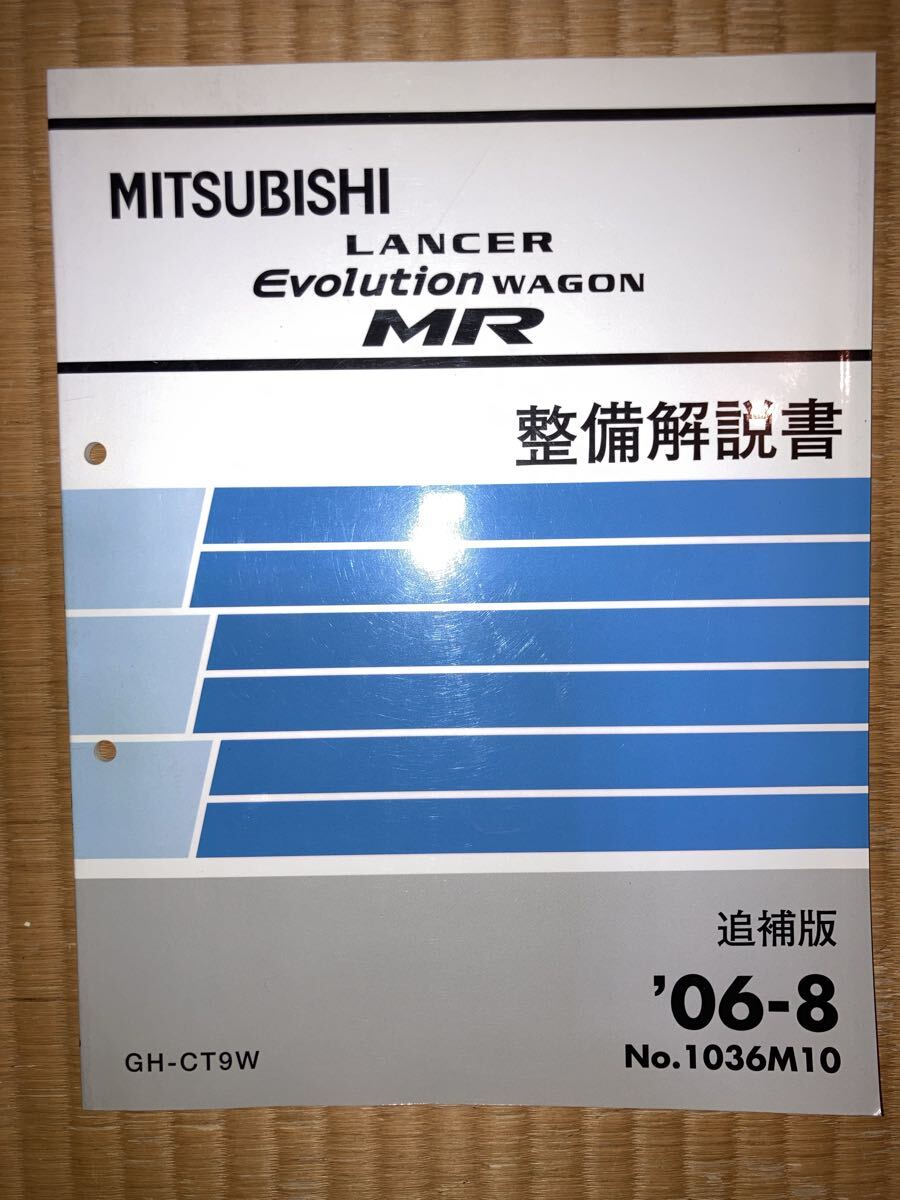 MITSUBISHI
LANCER
Evolution WAGON
MR
整備解説書
追補版
'06-8
No.1036M10
GH-CT9W